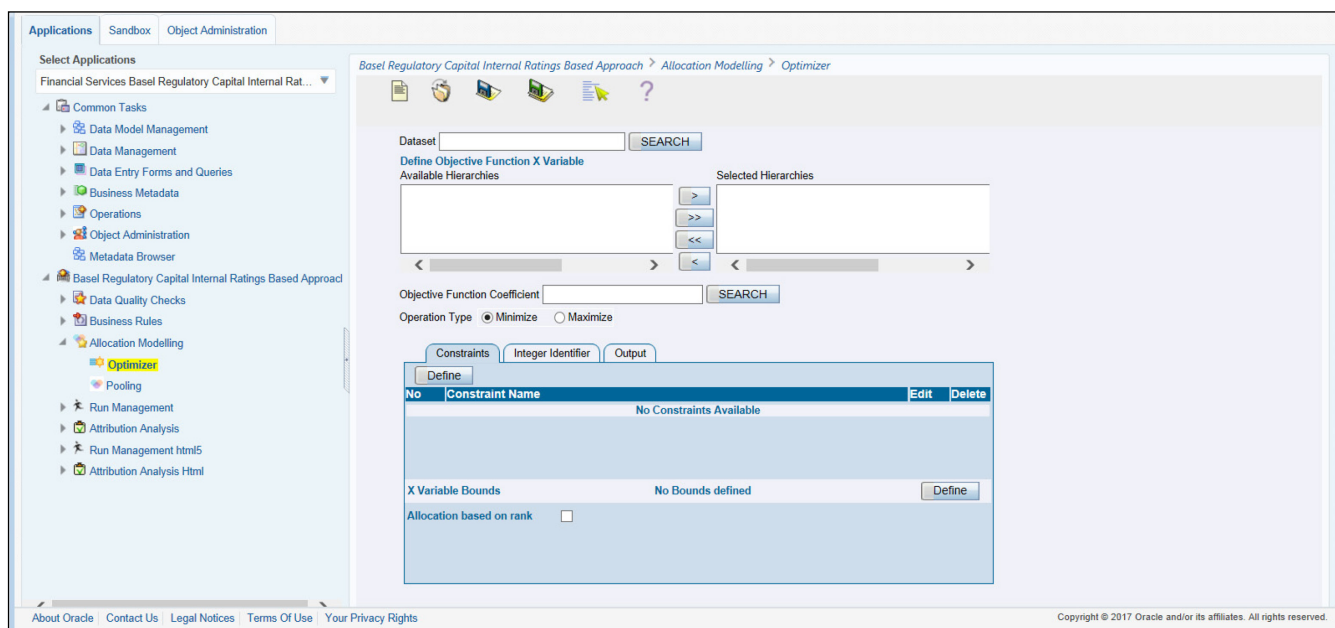 Applications Sandbox Object Administration
Select Applications
Financial Services Basel Regulatory Capital Internal Rat...
Common Tasks
Data Model Management
Data Management
Data Entry Forms and Queries
Business Metadata
Operations
Object Administration
Metadata Browser
Basel Regulatory Capital Internal Ratings Based Approacl
Data Quality Checks
Business Rules
Allocation Modelling
Optimizer
Pooling
Run Management
Attribution Analysis
Run Management html5
Attribution Analysis Html
Basel Regulatory Capital Internal Ratings Based Approach > Allocation Modelling > Optimizer
?
Dataset SEARCH
Define Objective Function X Variable
Available Hierarchies Selected Hierarchies
>
>>
<<
<
Objective Function Coefficient SEARCH
Operation Type Minimize Maximize
Constraints Integer Identifier Output
Define
No Constraint Name Edit Delete
No Constraints Available
X Variable Bounds No Bounds defined Define
Allocation based on rank
About Oracle Contact Us Legal Notices Terms Of Use Your Privacy Rights
Copyright © 2017 Oracle and/or its affiliates. All rights reserved.